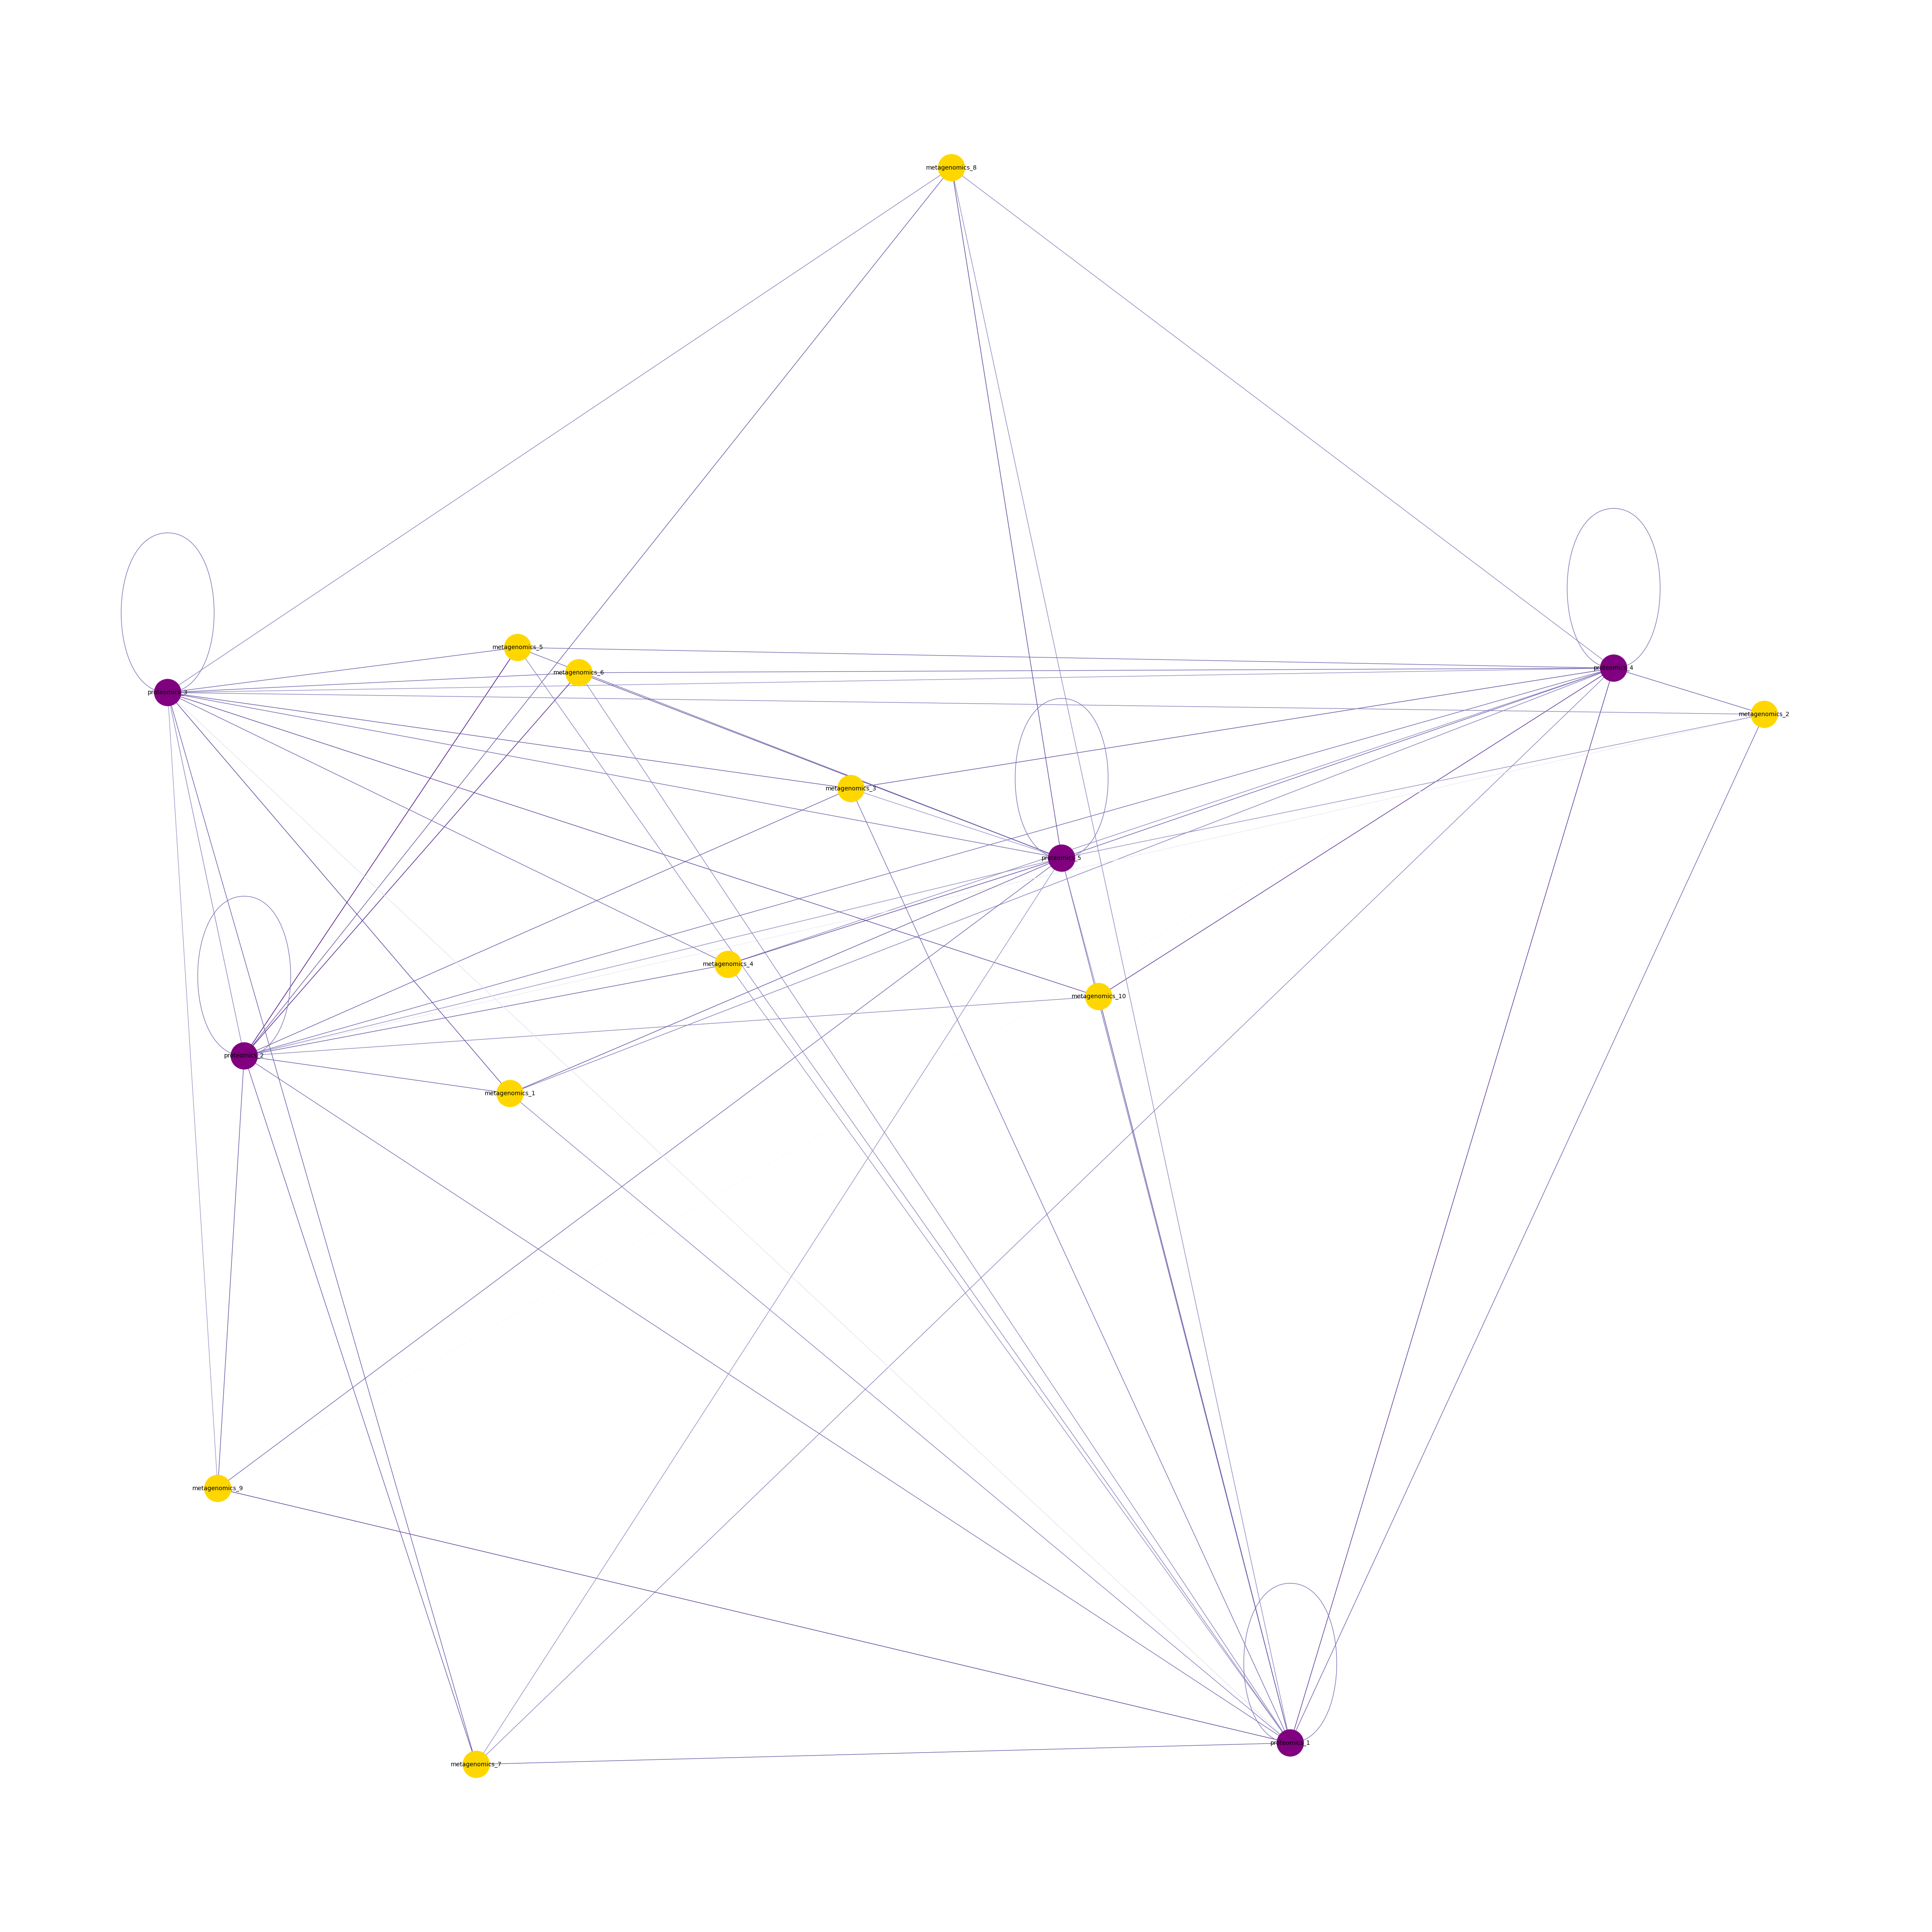 metagenomics_8
metagenomics_5
proteomics_4
metagenomics_6
proteomics_3
metagenomics_2
metagenomics_3
proteomics_5
metagenomics_4
metagenomics_10
proteomics_2
metagenomics_1
metagenomics_9
proteomics_1
metagenomics_7